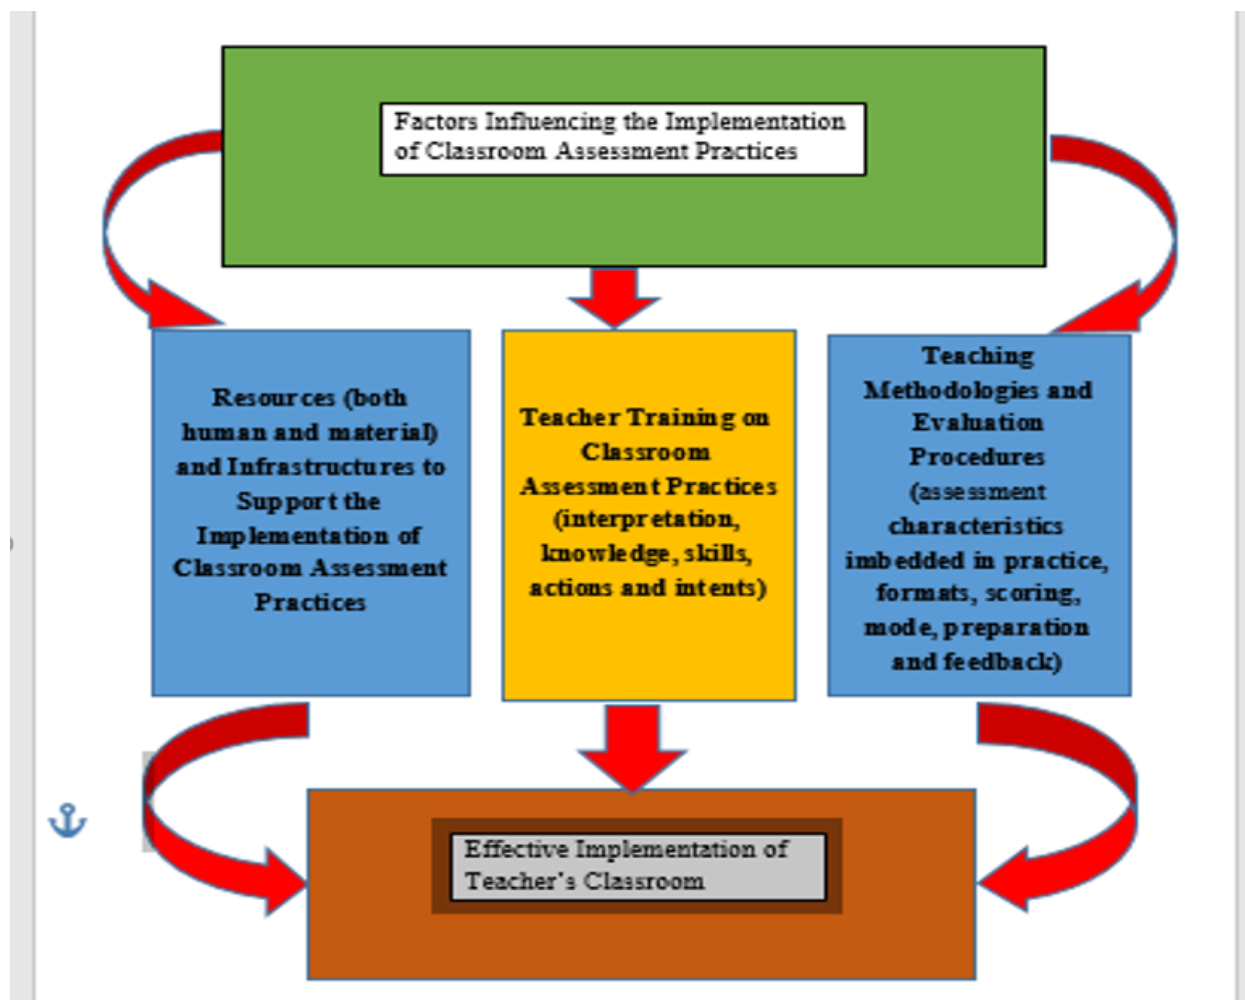 Factors Influencing the Implementation
of Classroom Assessment Practices
Resources (both
human and material)
and Infrastructures to
Support the
Implementation of
Classroom Assessment
Practices
Teacher Training on
Classroom
Assessment Practices
(interpretation,
knowledge, skills,
actions and intents)
Teaching
Methodologies and
Evaluation
Procedures
(assessment
characteristics
imbedded in practice,
formats, scoring,
mode, preparation
and feedback)
Effective Implementation of
Teacher's Classroom